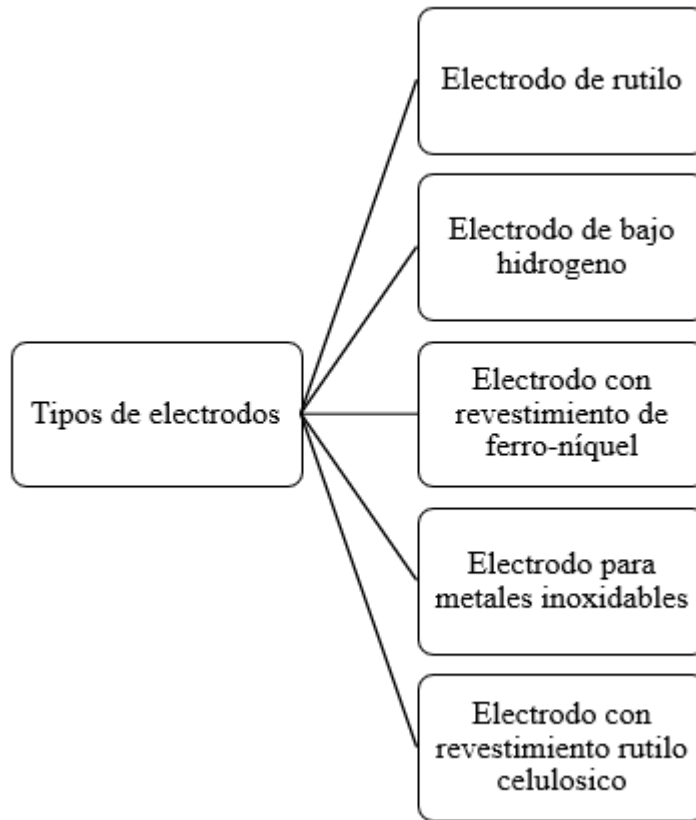 Electrodo de rutilo
Electrodo de bajo
hidrogeno
Tipos de electrodos
Electrodo con
revestimiento de
ferro-níquel
Electrodo para
metales inoxidables
Electrodo con
revestimiento rutilo
celulosico